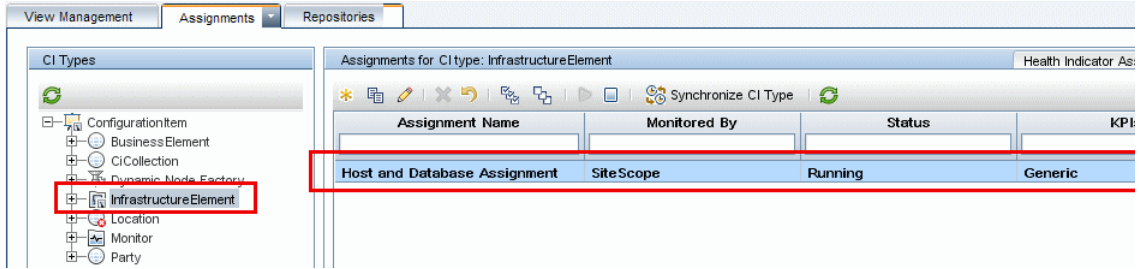 View Management Assignments Repositories
CI Types
ConfigurationItem
BusinessElement
CiCollection
Dynamic Node Factory
InfrastructureElement
Location
Monitor
Party
Assignments for CI type: InfrastructureElement Health Indicator As
Synchronize CI Type
Assignment Name Monitored By Status KPI
Host and Database Assignment SiteScope Running Generic